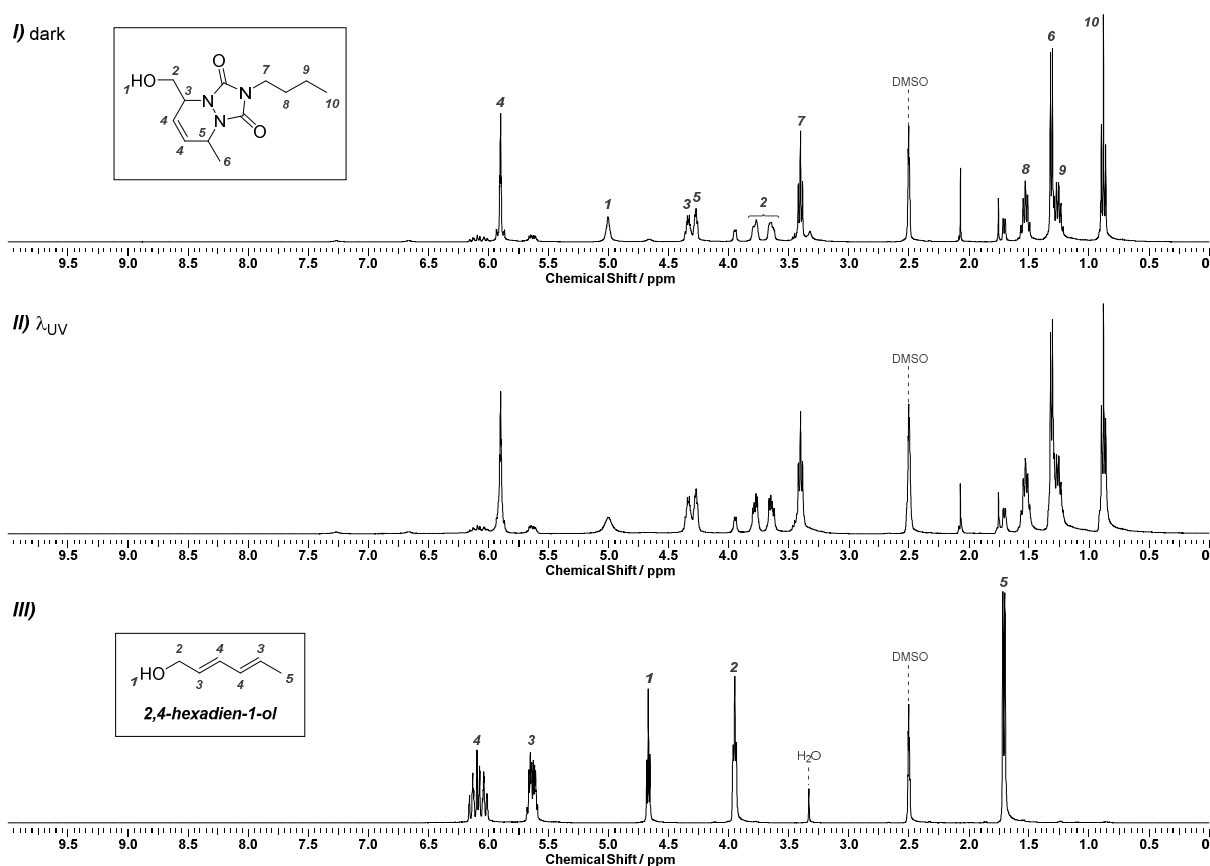 I) dark
1 HO 2 3 4 4 5 6 O N N N O 7 8 9 10
4 1 3 5 2 7 DMSO 8 6 9 10
9.5 9.0 8.5 8.0 7.5 7.0 6.5 6.0 5.5 5.0 4.5 4.0 3.5 3.0 2.5 2.0 1.5 1.0 0.5 0
Chemical Shift / ppm
II) λUV
DMSO
9.5 9.0 8.5 8.0 7.5 7.0 6.5 6.0 5.5 5.0 4.5 4.0 3.5 3.0 2.5 2.0 1.5 1.0 0.5 0
Chemical Shift / ppm
III)
1 HO 2 3 4 4 3 5
2,4-hexadien-1-ol
4 3 1 2 H2O DMSO 5
9.5 9.0 8.5 8.0 7.5 7.0 6.5 6.0 5.5 5.0 4.5 4.0 3.5 3.0 2.5 2.0 1.5 1.0 0.5 0
Chemical Shift / ppm